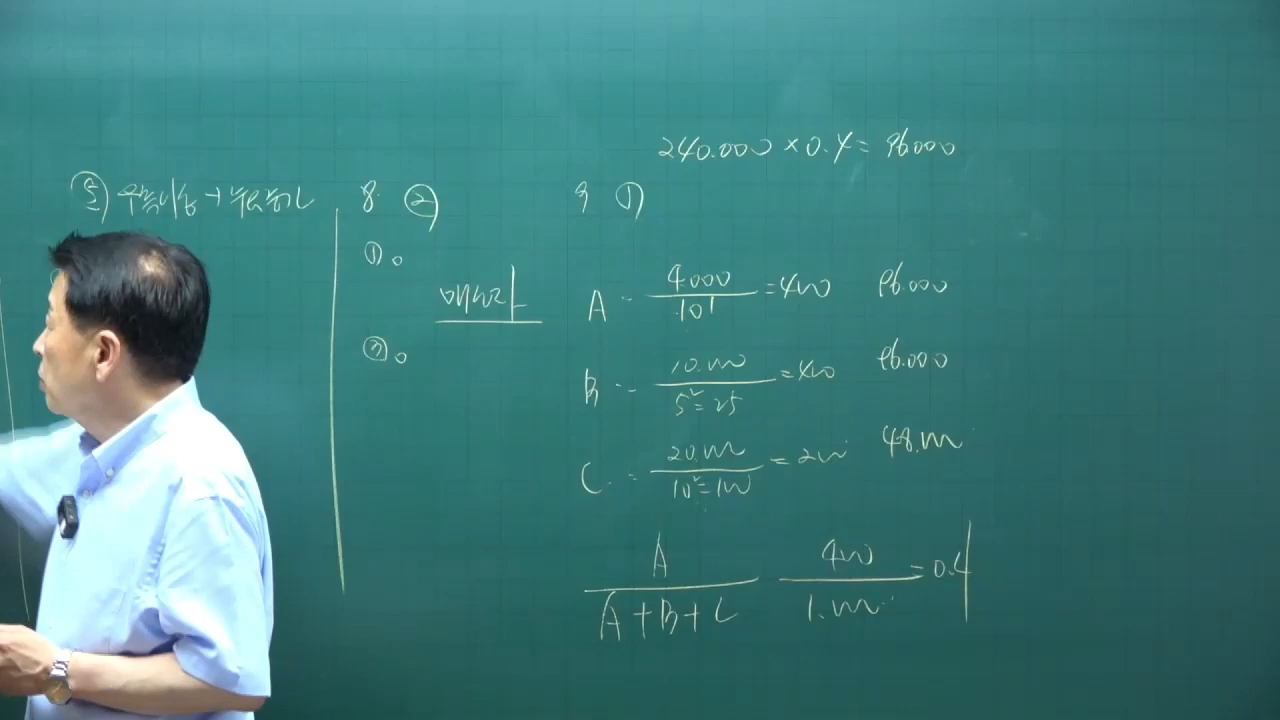 240.000 × 0.4 = 96000
8. ②
①。
②。
9 ①
A - 4000 / 10¹ = 400 96.000
B - 10.000 / 5² = 25 = 400 96.000
C - 20.000 / 10² = 100 = 200 48.000
A / A+B+C 400 / 1.000 = 0.4